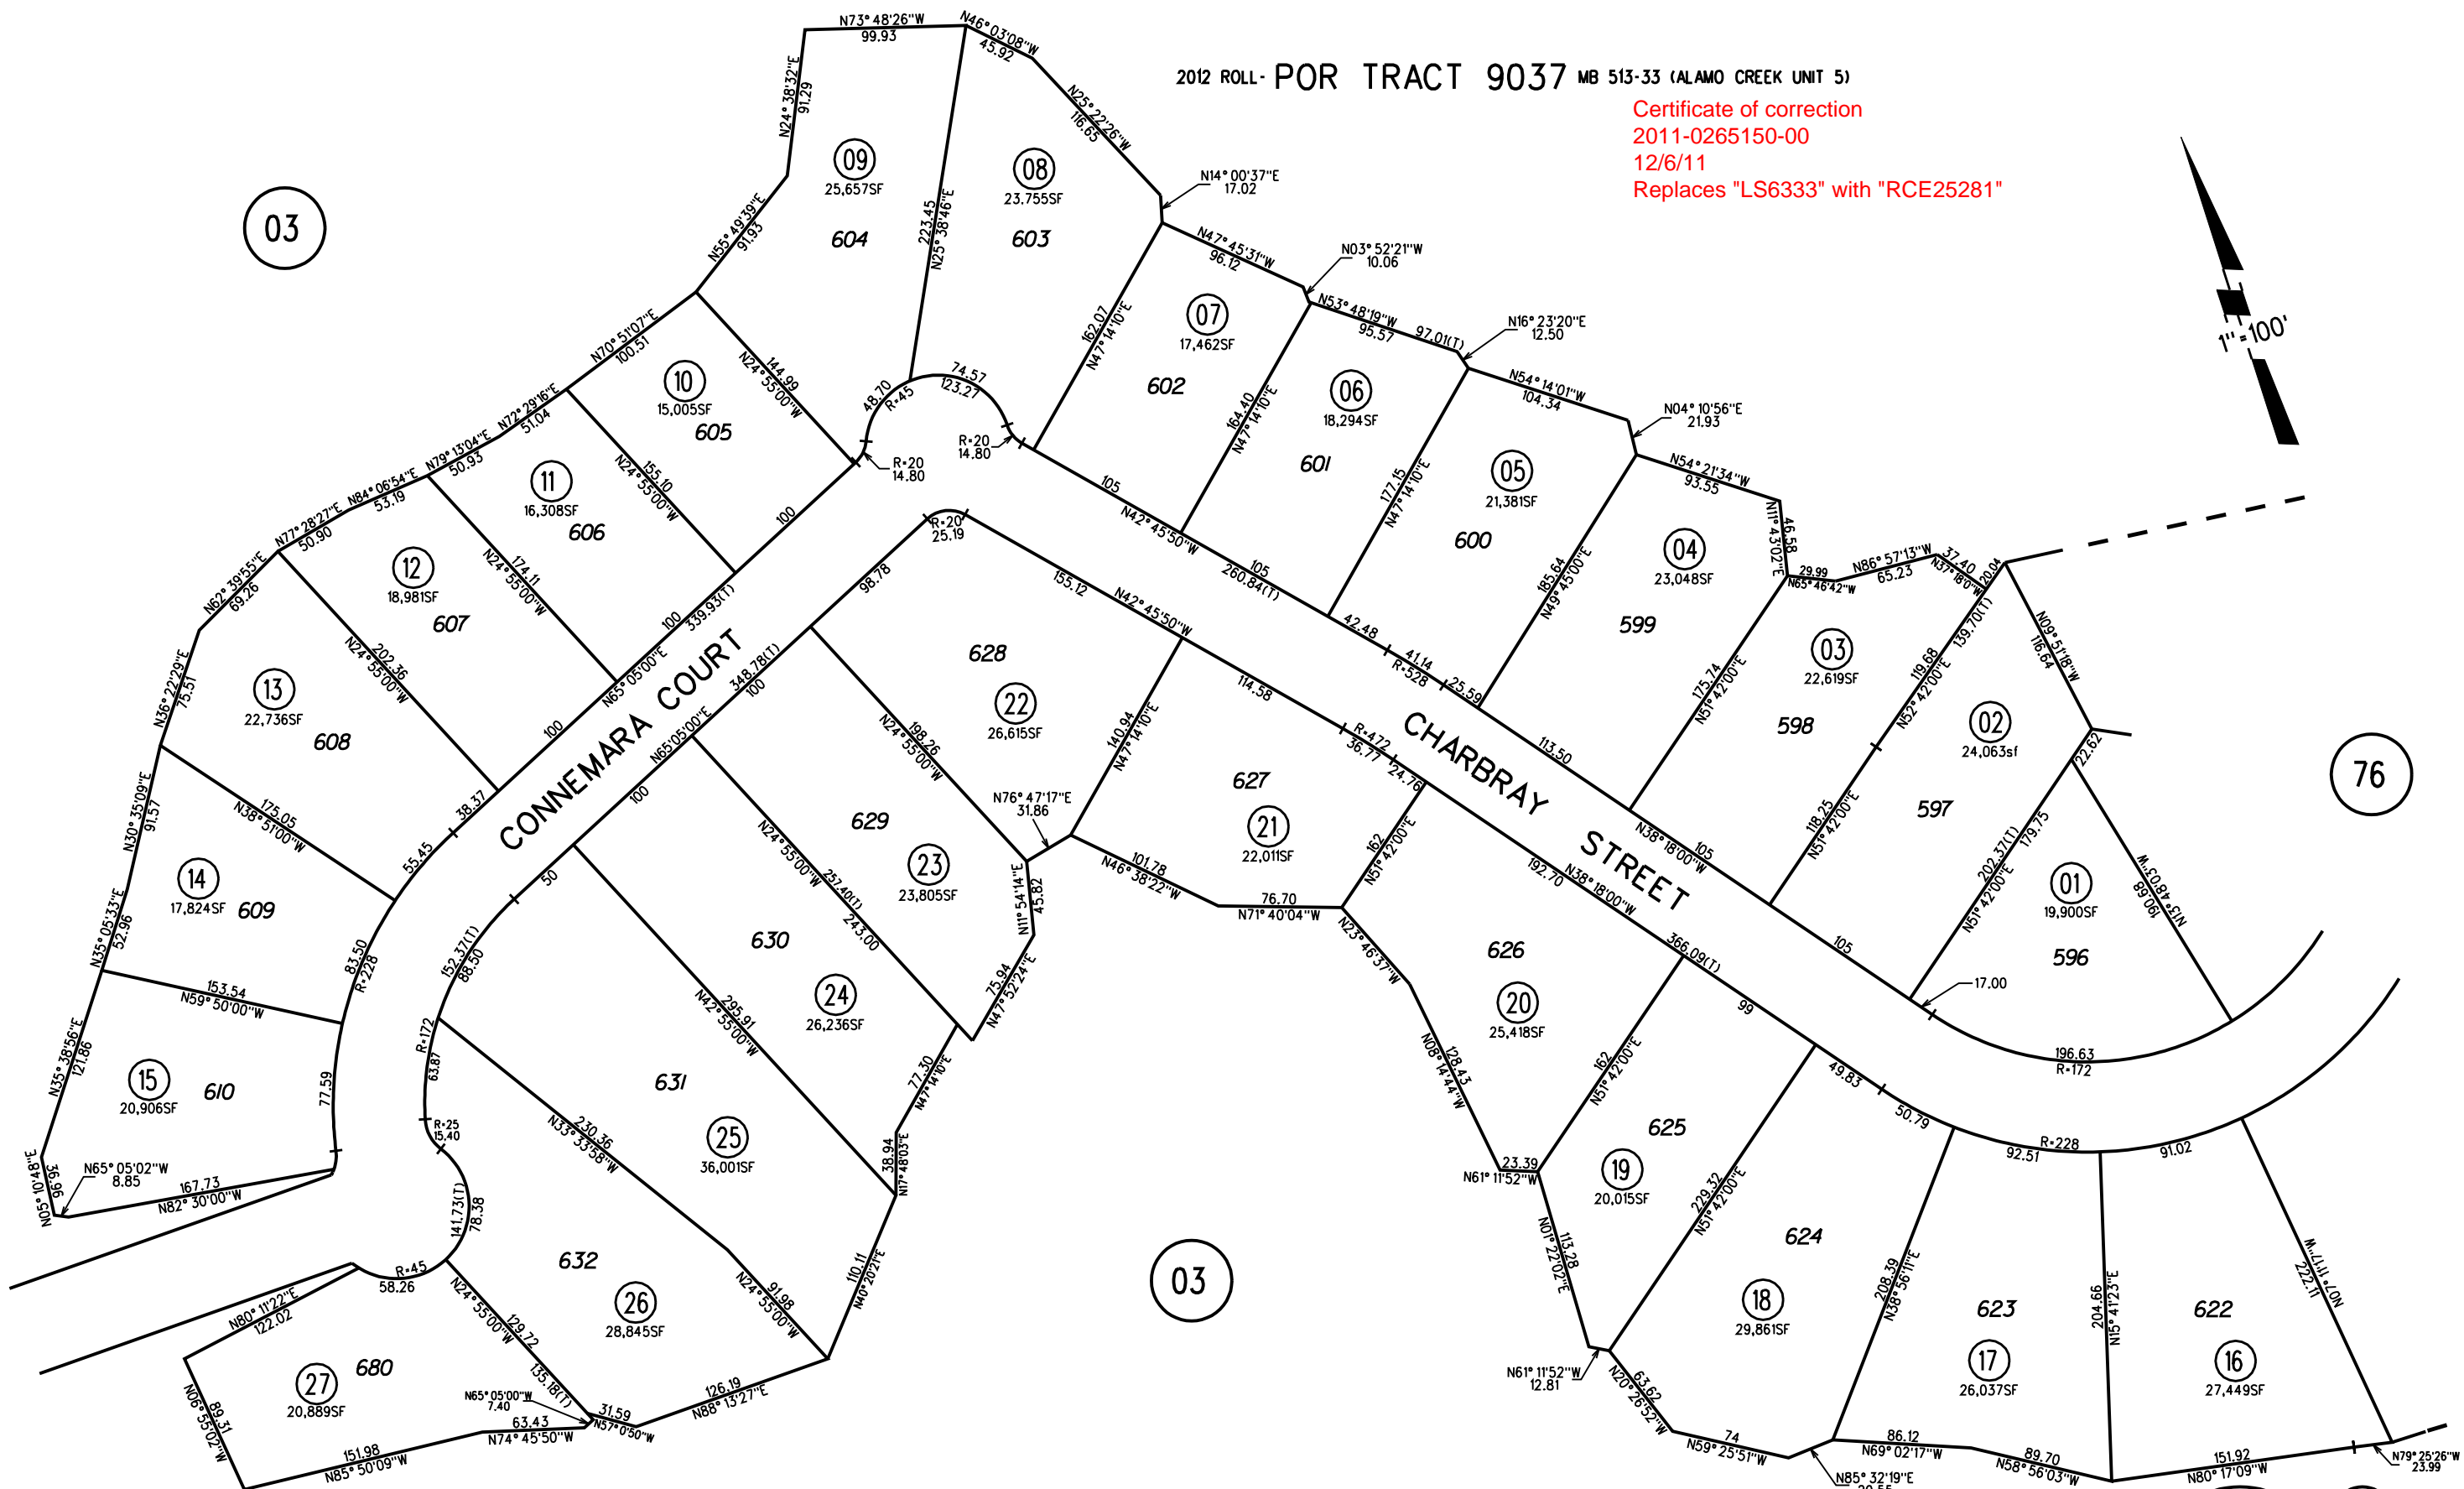 2012 ROLL- POR TRACT 9037 MB 513-33 (ALAMO CREEK UNIT 5)
Certificate of correction
2011-0265150-00
12/6/11
Replaces "LS6333" with "RCE25281"
1"=100'
03
76
03
CONNEMARA COURT
CHARBRAY STREET
N73°48'26"W
99.93
N46°03'08"W
45.92
N24°38'32"E
91.29
N25°22'26"W
116.65
N14°00'37"E
17.02
09
25,657SF
604
223.45
N25°38'46"E
08
23,755SF
603
N55°49'39"E
91.93
N47°45'31"W
96.12
N03°52'21"W
10.06
162.07
N47°14'10"E
07
17,462SF
602
N53°48'19"W
95.57
97.01(T)
N16°23'20"E
12.50
164.40
N47°14'10"E
06
18,294SF
601
N54°14'01"W
104.34
N04°10'56"E
21.93
177.15
N47°14'10"E
05
21,381SF
600
N54°21'34"W
93.55
46.58
N11°43'02"E
185.64
N49°45'00"E
04
23,048SF
599
29.99
N65°46'42"W
N86°57'13"W
65.23
37.40
N37°18'0"W
20.04
139.70(T)
119.68
N52°42'00"E
175.74
N51°42'00"E
03
22,619SF
598
118.25
N51°42'00"E
N09°51'18"W
116.64
02
24,063sf
597
22.62
202.37(T)
179.75
N51°42'00"E
01
19,900SF
596
190.68
N13°48'03"W
N70°51'07"E
100.51
144.99
N24°55'00"W
10
15,005SF
605
48.70
R=45
74.57
123.27
R=20
14.80
R=20
14.80
N72°29'16"E
51.04
N79°13'04"E
50.93
155.10
N24°55'00"W
11
16,308SF
606
N84°06'54"E
53.19
N77°28'27"E
50.90
174.11
N24°55'00"W
12
18,981SF
607
N62°39'55"E
69.26
202.36
N24°55'00"W
N36°22'29"E
75.51
13
22,736SF
608
100
100
339.93(T)
N65°05'00"E
100
38.37
55.45
175.05
N38°51'00"W
N30°35'09"E
91.57
14
17,824SF
609
N35°05'33"E
52.96
83.50
R=228
153.54
N59°50'00"W
N35°38'56"E
121.86
15
20,906SF
610
77.59
36.96
N05°10'48"E
N65°05'02"W
8.85
167.73
N82°30'00"W
105
N42°45'50"W
105
260.84(T)
42.48
41.14
R=528
25.59
113.50
105
N38°18'00"W
105
17.00
196.63
R=172
R=20
25.19
98.78
155.12
N42°45'50"W
114.58
R=472
36.77
24.76
348.78(T)
100
N65°05'00"E
100
50
628
22
26,615SF
198.26
N24°55'00"W
140.94
N47°14'10"E
627
21
22,011SF
162
N51°42'00"E
N76°47'17"E
31.86
101.78
N46°38'22"W
76.70
N71°40'04"W
192.70
N38°18'00"W
366.09(T)
99
49.83
50.79
R=228
92.51
91.02
629
23
23,805SF
N24°55'00"W
257.40(T)
243.00
N11°54'14"E
45.82
75.94
N47°52'24"E
630
24
26,236SF
295.91
N42°55'00"W
77.30
N47°14'10"E
38.94
N17°48'03"E
152.37(T)
88.50
R=172
63.87
R=25
15.40
631
25
36,001SF
230.36
N33°33'58"W
91.98
N24°55'00"W
110.11
N40°20'21"E
141.73(T)
78.38
R=45
58.26
632
26
28,845SF
129.72
N24°55'00"W
135.18(T)
N65°05'00"W
7.40
31.59
N57°0'50"W
126.19
N88°13'27"E
N80°11'22"E
122.02
680
27
20,889SF
89.31
N06°55'02"W
151.98
N85°50'09"W
63.43
N74°45'50"W
N23°46'37"W
626
20
25,418SF
128.43
N08°14'44"W
162
N51°42'00"E
23.39
N61°11'52"W
625
19
20,015SF
113.28
N01°22'02"E
229.32
N51°42'00"E
N61°11'52"W
12.81
624
18
29,861SF
63.62
N20°26'52"W
74
N59°25'51"W
N85°32'19"E
208.39
N38°56'11"E
623
17
26,037SF
86.12
N69°02'17"W
89.70
N58°56'03"W
204.66
N15°41'23"E
622
16
27,449SF
222.11
N07°11'17"W
151.92
N80°17'09"W
N79°25'26"W
23.99